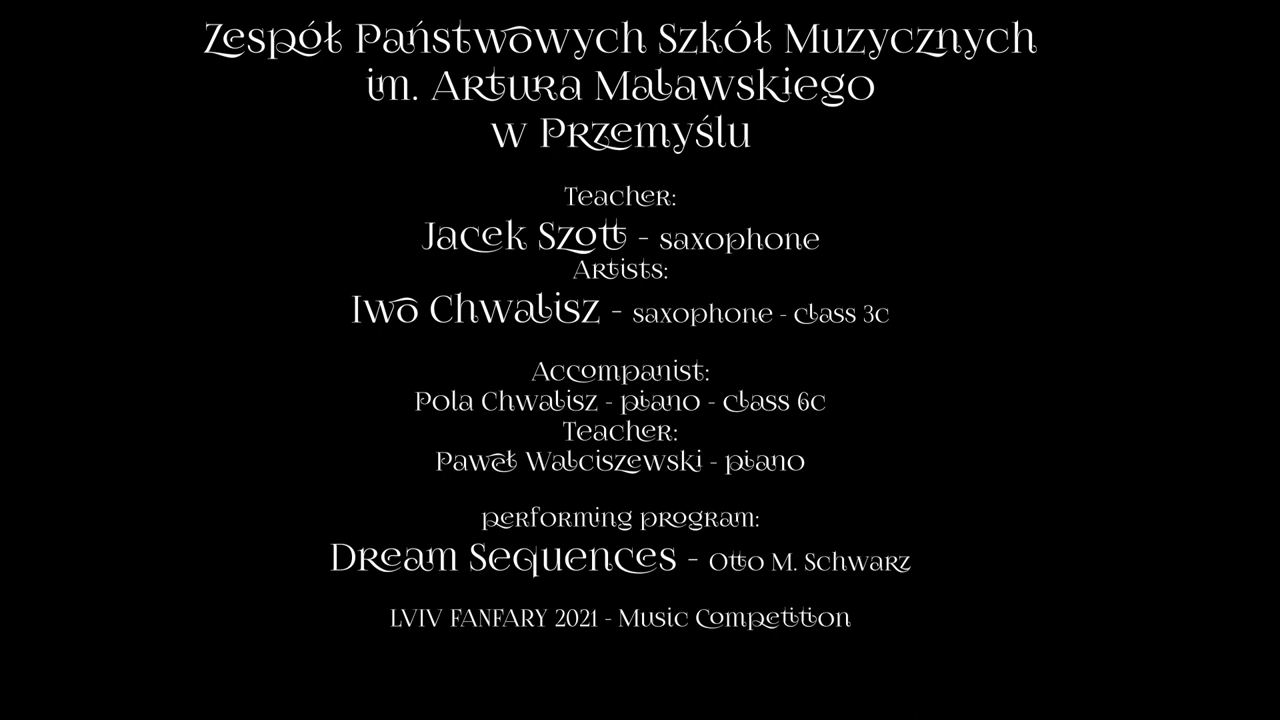 Zespół Państwowych Szkół Muzycznych
im. Artura Malawskiego
w Przemyślu
Teacher:
Jacek Szott - saxophone
Artists:
Iwo Chwalisz - saxophone - class 3c
Accompanist:
Pola Chwalisz - piano - class 6c
Teacher:
Paweł Walciszewski - piano
performing program:
Dream Sequences - Otto M. Schwarz
LVIV FANFARY 2021 - Music Competition